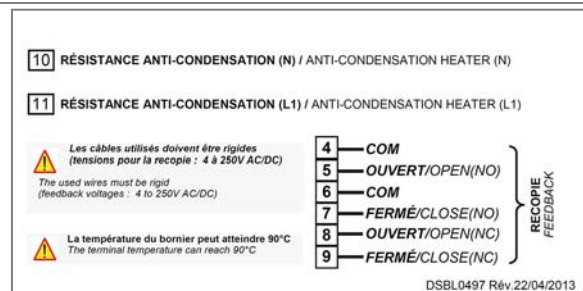 10 RÉSISTANCE ANTI-CONDENSATION (N) / ANTI-CONDENSATION HEATER (N)
11 RÉSISTANCE ANTI-CONDENSATION (L1) / ANTI-CONDENSATION HEATER (L1)
Les câbles utilisés doivent être rigides
(tensions pour la recopie : 4 à 250V AC/DC)
The used wires must be rigid
(feedback voltages : 4 to 250V AC/DC)
La température du bornier peut atteindre 90°C
The terminal temperature can reach 90°C
4 COM
5 OUVERT/OPEN(NO)
6 COM
7 FERMÉ/CLOSE(NO)
8 OUVERT/OPEN(NC)
9 FERMÉ/CLOSE(NC)
RECOPIE
FEEDBACK
DSBL0497 Rév.22/04/2013